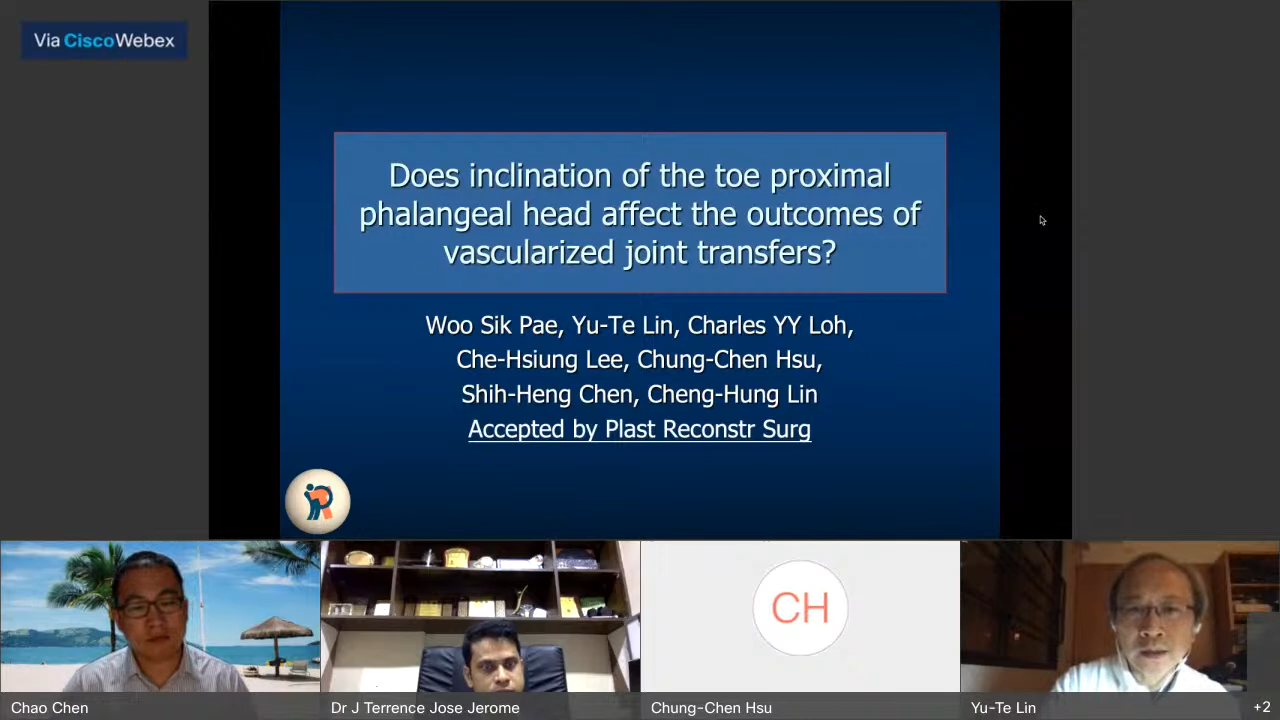 Via CiscoWebex
Does inclination of the toe proximal
phalangeal head affect the outcomes of
vascularized joint transfers?
Woo Sik Pae, Yu-Te Lin, Charles YY Loh,
Che-Hsiung Lee, Chung-Chen Hsu,
Shih-Heng Chen, Cheng-Hung Lin
Accepted by Plast Reconstr Surg
CH
Chao Chen
Dr J Terrence Jose Jerome
Chung-Chen Hsu
Yu-Te Lin
+2